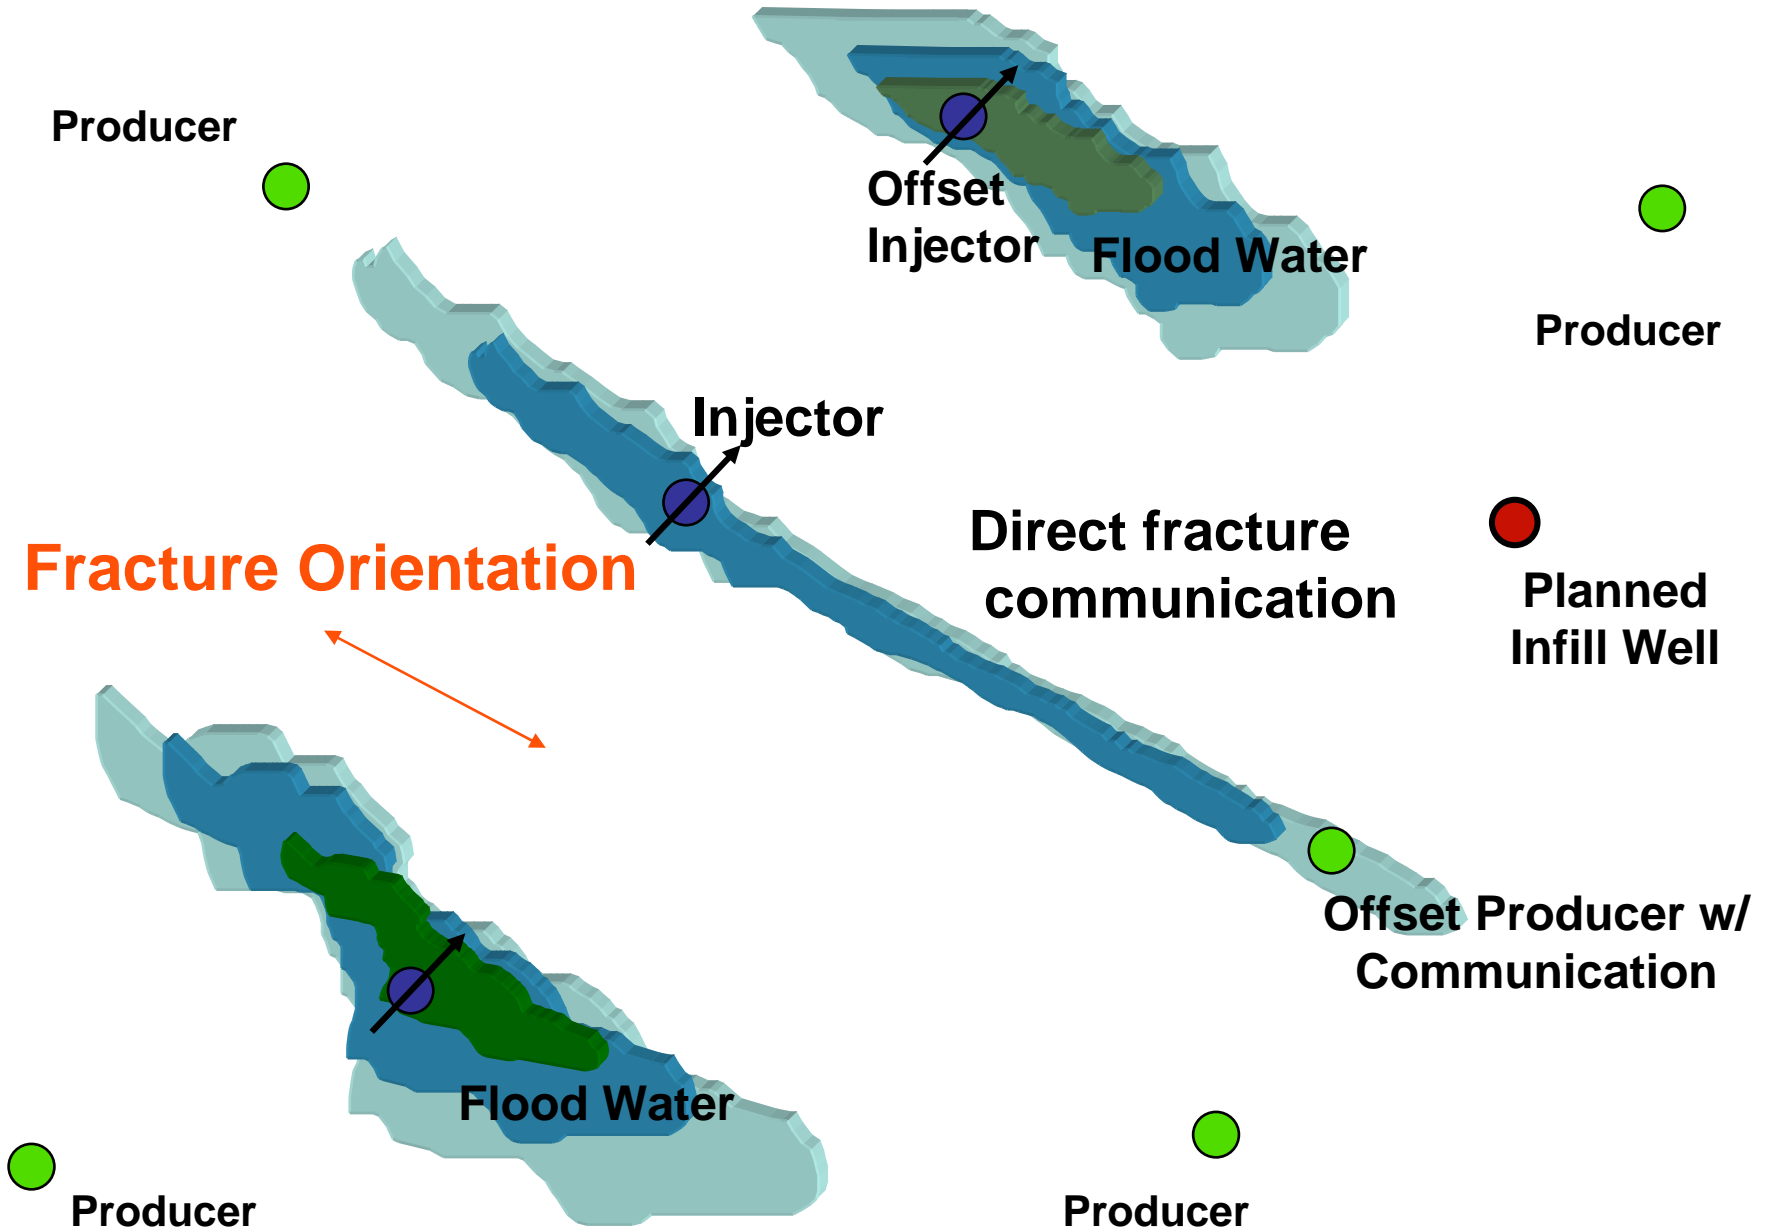 Producer
Offset
Injector
Flood Water
Producer
Injector
Direct fracture
communication
Fracture Orientation
Planned
Infill Well
Offset Producer w/
Communication
Flood Water
Producer
Producer